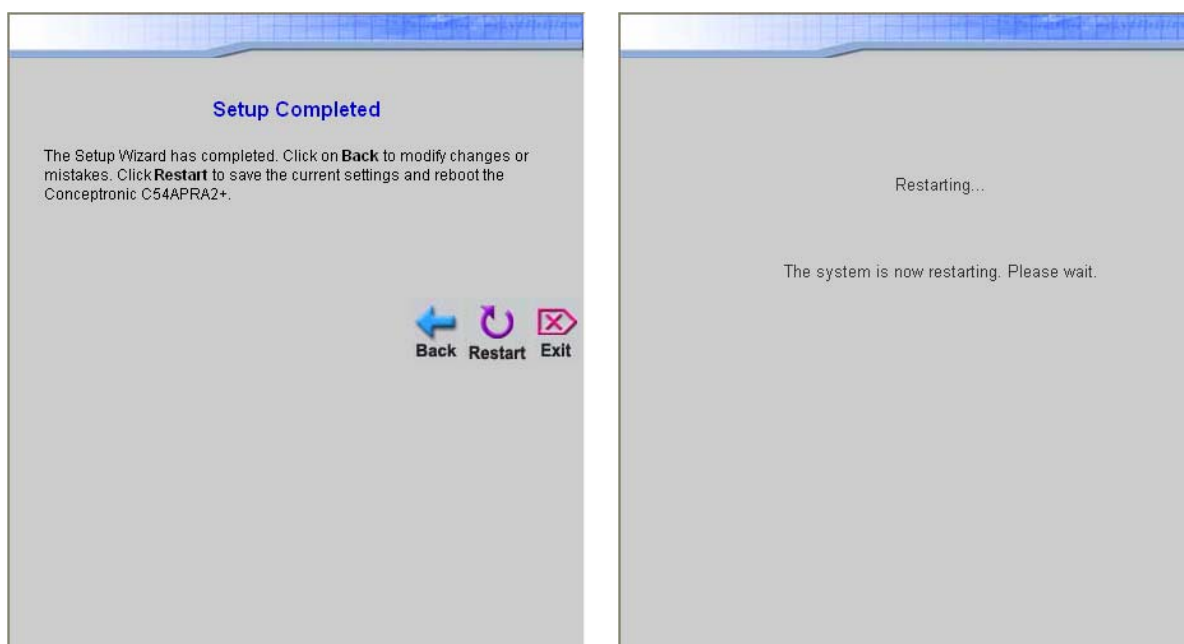 Setup Completed
The Setup Wizard has completed. Click on Back to modify changes or
mistakes. Click Restart to save the current settings and reboot the
Conceptronic C54APRA2+.
Back Restart Exit
Restarting...
The system is now restarting. Please wait.